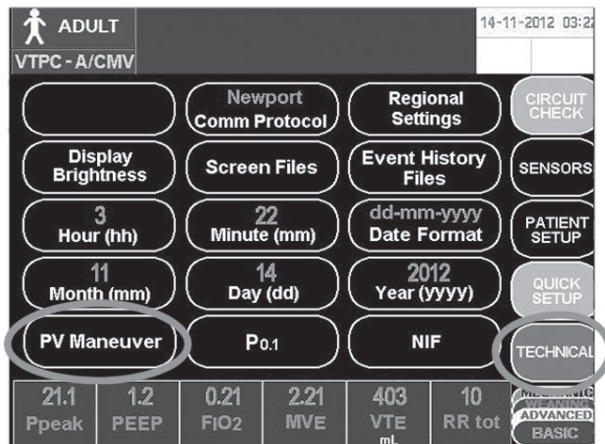 ADULT
14-11-2012 03:22
VTPC - A/CMV
Newport
Comm Protocol
Regional
Settings
CIRCUIT
CHECK
Display
Brightness
Screen Files
Event History
Files
SENSORS
3
Hour (hh)
22
Minute (mm)
dd-mm-yyyy
Date Format
PATIENT
SETUP
11
Month (mm)
14
Day (dd)
2012
Year (yyyy)
QUICK
SETUP
PV Maneuver
P0.1
NIF
TECHNICAL
21.1
Ppeak
1.2
PEEP
0.21
FIO2
2.21
MVE
403
VTE
mL
10
RR tot
WEANING
ADVANCED
BASIC